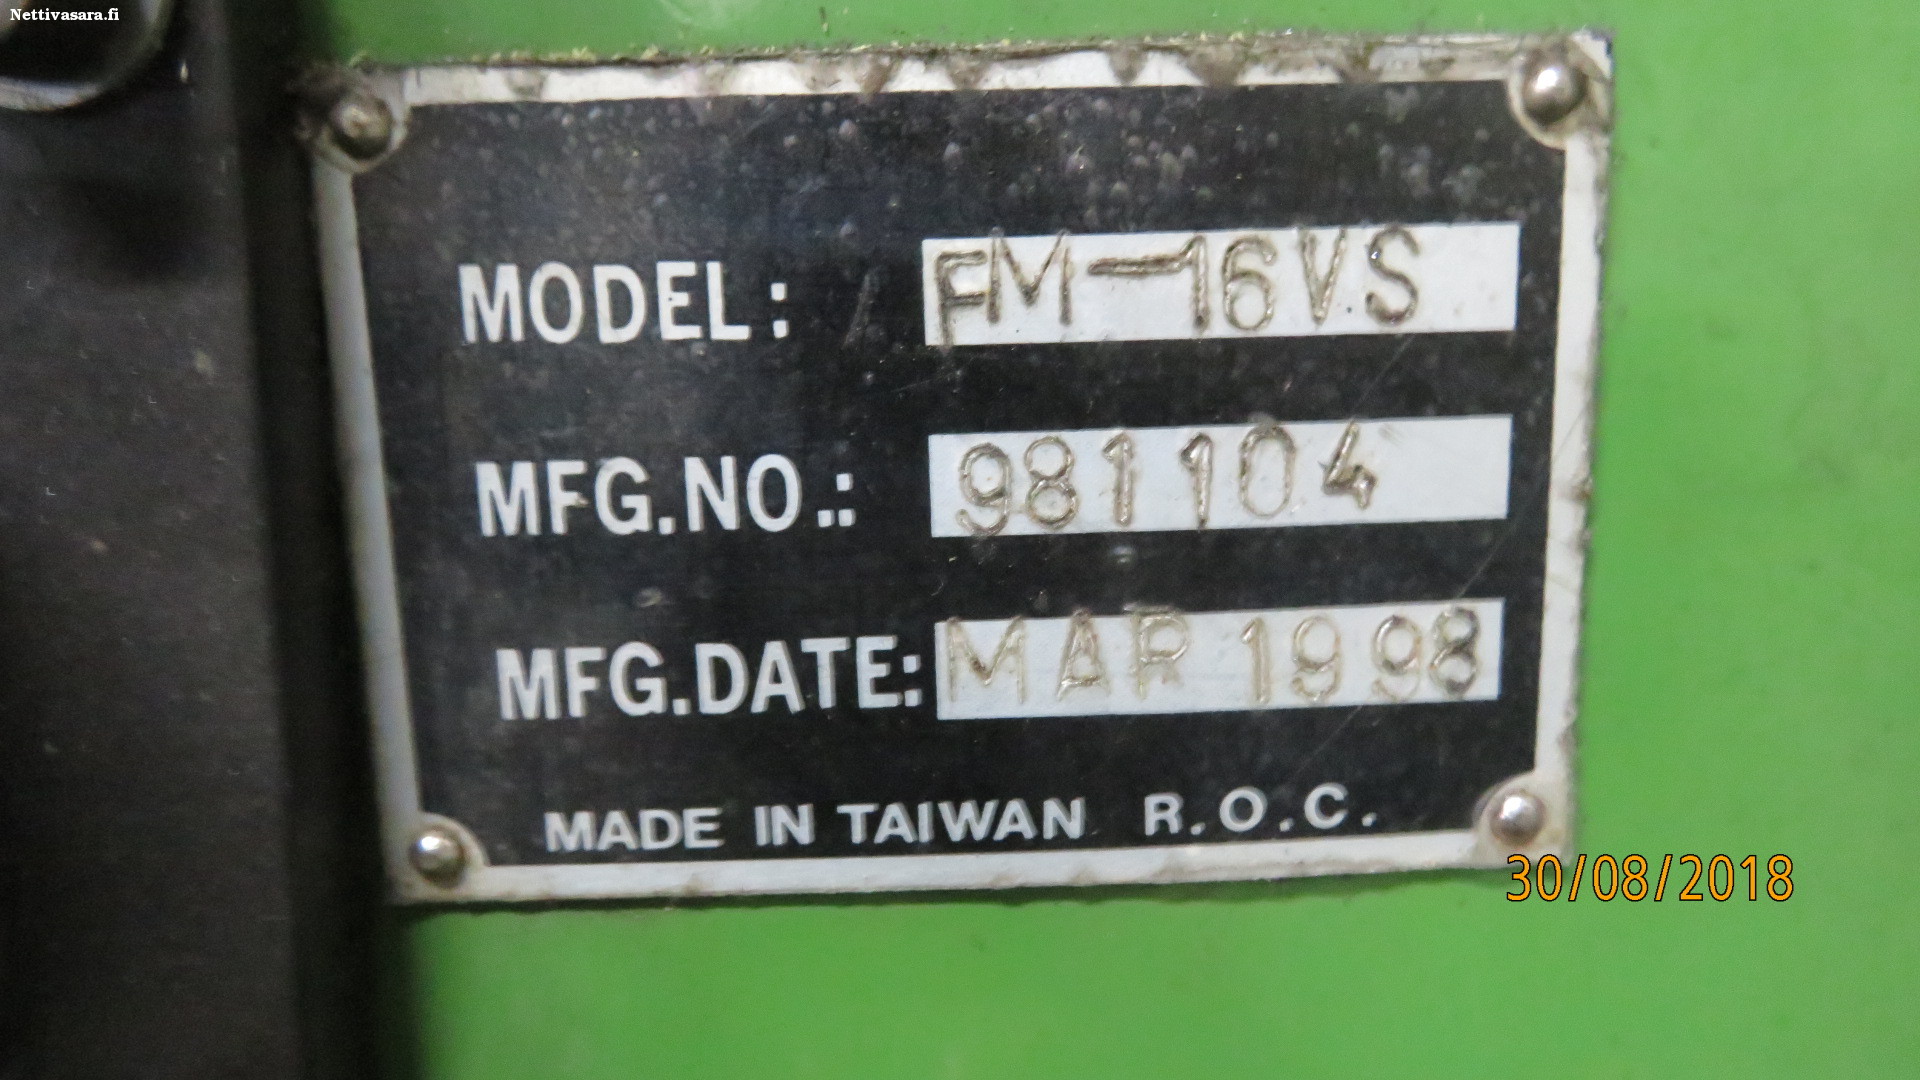 Nettivasara.fi
MODEL: FM-16VS
MFG.NO.: 981104
MFG.DATE: MAR 1998
MADE IN TAIWAN R.O.C.
30/08/2018